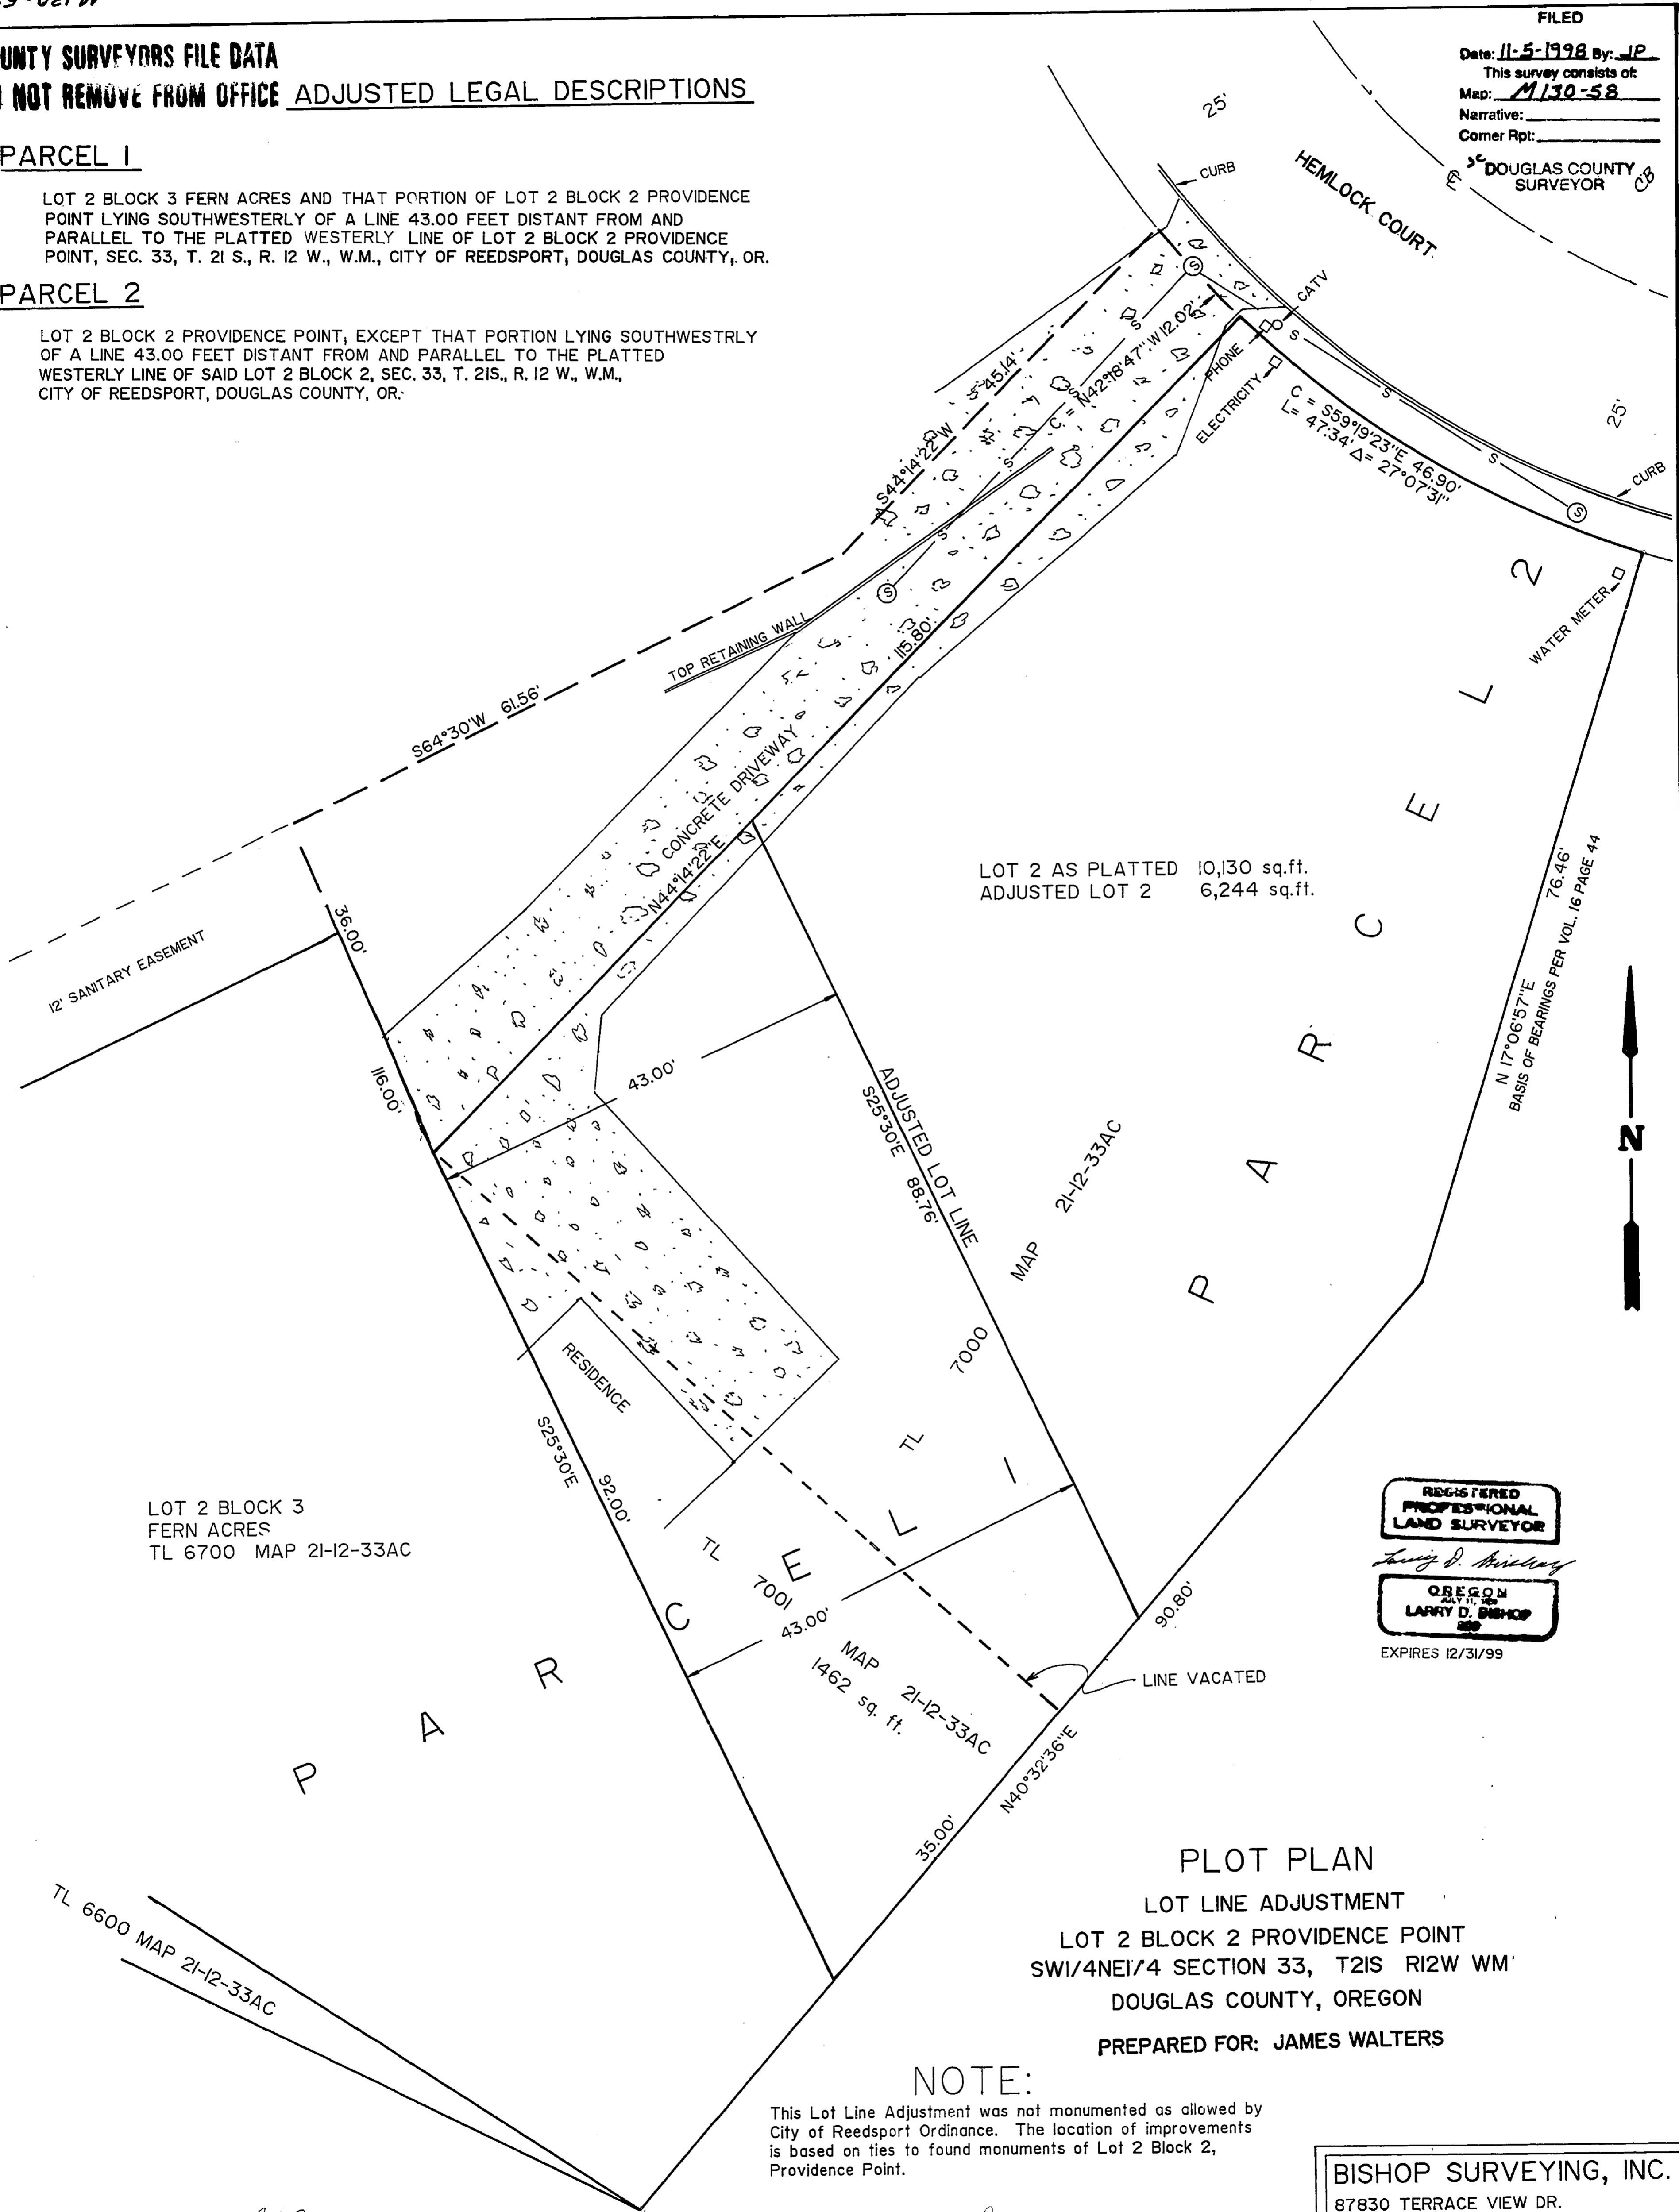 UNTY SURVEYORS FILE DATA
NOT REMOVE FROM OFFICE ADJUSTED LEGAL DESCRIPTIONS
PARCEL 1
LOT 2 BLOCK 3 FERN ACRES AND THAT PORTION OF LOT 2 BLOCK 2 PROVIDENCE
POINT LYING SOUTHWESTERLY OF A LINE 43.00 FEET DISTANT FROM AND
PARALLEL TO THE PLATTED WESTERLY LINE OF LOT 2 BLOCK 2 PROVIDENCE
POINT, SEC. 33, T. 21 S., R. 12 W., W.M., CITY OF REEDSPORT, DOUGLAS COUNTY, OR.
PARCEL 2
LOT 2 BLOCK 2 PROVIDENCE POINT, EXCEPT THAT PORTION LYING SOUTHWESTRLY
OF A LINE 43.00 FEET DISTANT FROM AND PARALLEL TO THE PLATTED
WESTERLY LINE OF SAID LOT 2 BLOCK 2, SEC. 33, T. 21S., R. 12 W., W.M.,
CITY OF REEDSPORT, DOUGLAS COUNTY, OR.
FILED
Date: 11-5-1998 By: JP
This survey consists of:
Map: M130-58
Narrative:
Corner Rpt:
DOUGLAS COUNTY CB
SURVEYOR
25'
CURB
HEMLOCK COURT
CATV
PHONE
ELECTRICITY
S
S
S
S
S
S
S
S
S
S
C = N42°18'47"W 12.02'
45.14'
S44°14'22"W
C = S59°19'23"E 46.90'
L= 47.34' Δ= 27°07'31"
25'
CURB
WATER METER
TOP RETAINING WALL
115.80'
S64°30'W 61.56'
CONCRETE DRIVEWAY
N44°14'22"E
LOT 2 AS PLATTED 10,130 sq.ft.
ADJUSTED LOT 2 6,244 sq.ft.
76.46'
N 17°06'57"E
BASIS OF BEARINGS PER VOL. 16 PAGE 44
36.00'
12' SANITARY EASEMENT
116.00'
43.00'
ADJUSTED LOT LINE
S25°30'E 88.76'
MAP 21-12-33AC
TL 7000
PARCEL 2
N
RESIDENCE
S25°30'E 92.00'
LOT 2 BLOCK 3
FERN ACRES
TL 6700 MAP 21-12-33AC
TL 7001
43.00'
MAP 21-12-33AC
1462 sq. ft.
PARCEL 1
90.80'
LINE VACATED
N40°32'36"E
35.00'
TL 6600 MAP 21-12-33AC
REGISTERED
PROFESSIONAL
LAND SURVEYOR
OREGON
LARRY D. BISHOP
EXPIRES 12/31/99
PLOT PLAN
LOT LINE ADJUSTMENT
LOT 2 BLOCK 2 PROVIDENCE POINT
SW1/4NE1/4 SECTION 33, T21S R12W WM
DOUGLAS COUNTY, OREGON
PREPARED FOR: JAMES WALTERS
NOTE:
This Lot Line Adjustment was not monumented as allowed by
City of Reedsport Ordinance. The location of improvements
is based on ties to found monuments of Lot 2 Block 2,
Providence Point.
BISHOP SURVEYING, INC.
87830 TERRACE VIEW DR.